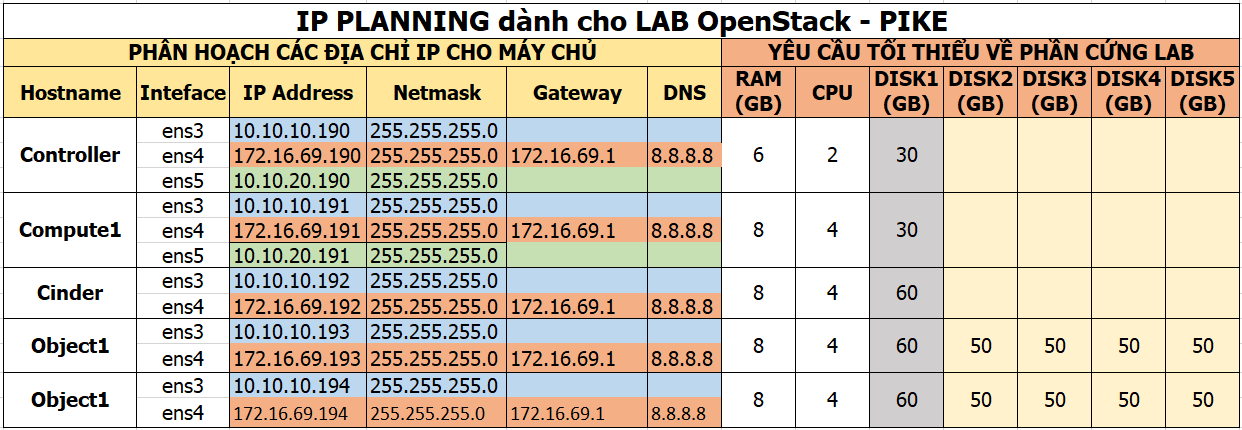 IP PLANNING dành cho LAB OpenStack - PIKE
PHÂN HOẠCH CÁC ĐỊA CHỈ IP CHO MÁY CHỦ YÊU CẦU TỐI THIỂU VỀ PHẦN CỨNG LAB
Hostname Inteface IP Address Netmask Gateway DNS RAM (GB) CPU DISK1 (GB) DISK2 (GB) DISK3 (GB) DISK4 (GB) DISK5 (GB)
ens3 10.10.10.190 255.255.255.0
Controller ens4 172.16.69.190 255.255.255.0 172.16.69.1 8.8.8.8 6 2 30
ens5 10.10.20.190 255.255.255.0
ens3 10.10.10.191 255.255.255.0
Compute1 ens4 172.16.69.191 255.255.255.0 172.16.69.1 8.8.8.8 8 4 30
ens5 10.10.20.191 255.255.255.0
Cinder ens3 10.10.10.192 255.255.255.0 8 4 60
ens4 172.16.69.192 255.255.255.0 172.16.69.1 8.8.8.8
Object1 ens3 10.10.10.193 255.255.255.0 8 4 60 50 50 50 50
ens4 172.16.69.193 255.255.255.0 172.16.69.1 8.8.8.8
Object1 ens3 10.10.10.194 255.255.255.0 8 4 60 50 50 50 50
ens4 172.16.69.194 255.255.255.0 172.16.69.1 8.8.8.8